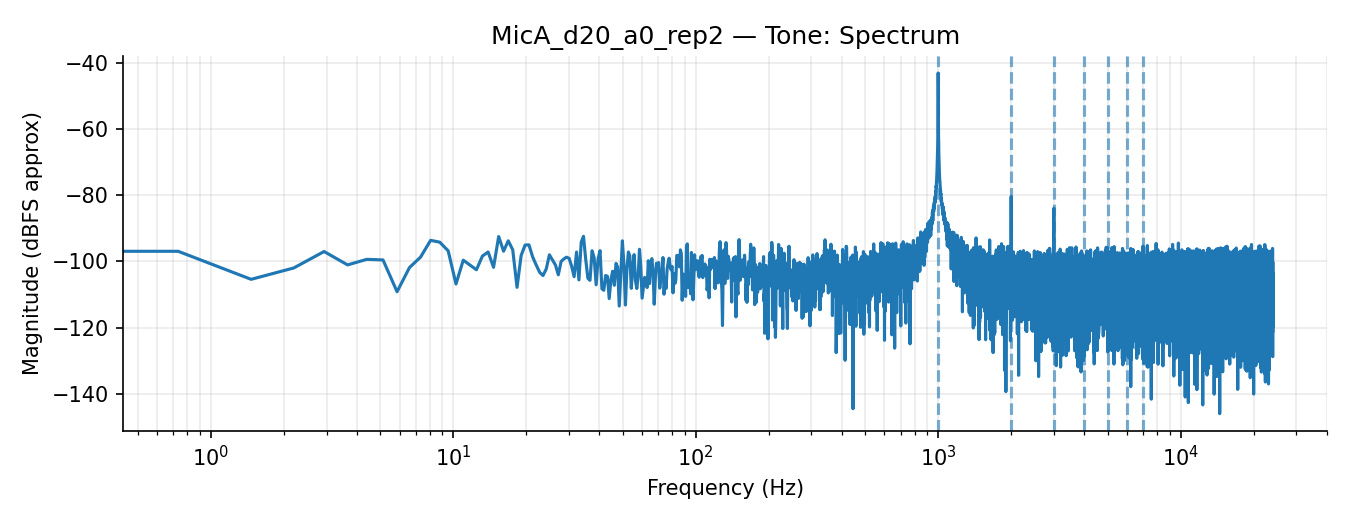 MicA_d20_a0_rep2 — Tone: Spectrum
Magnitude (dBFS approx)
−40
−60
−80
−100
−120
−140
10⁰ 10¹ 10² 10³ 10⁴
Frequency (Hz)